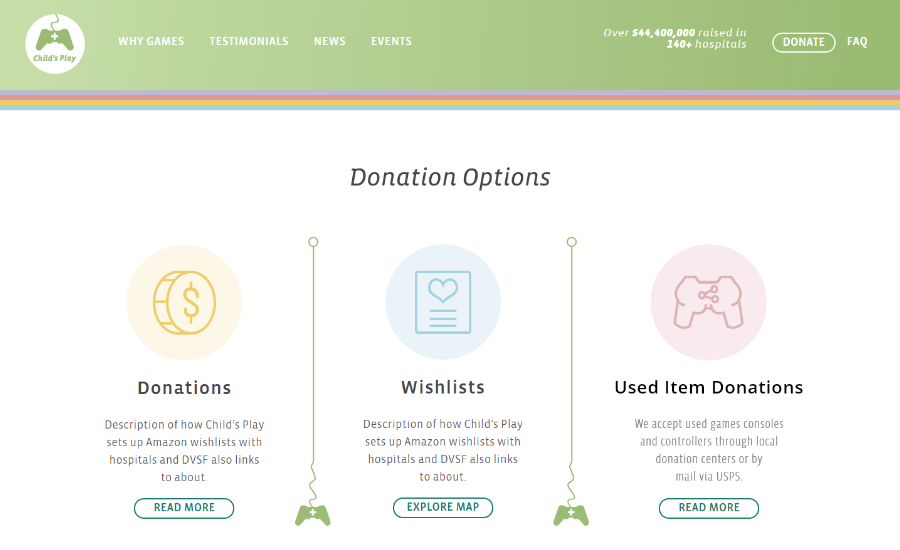 Child's Play
WHY GAMES
TESTIMONIALS
NEWS
EVENTS
Over $44,400,000 raised in
140+ hospitals
DONATE
FAQ
Donation Options
Donations
Description of how Child's Play
sets up Amazon wishlists with
hospitals and DVSF also links
to about.
READ MORE
Wishlists
Description of how Child's Play
sets up Amazon wishlists with
hospitals and DVSF also links
to about.
EXPLORE MAP
Used Item Donations
We accept used games consoles
and controllers through local
donation centers or by
mail via USPS.
READ MORE